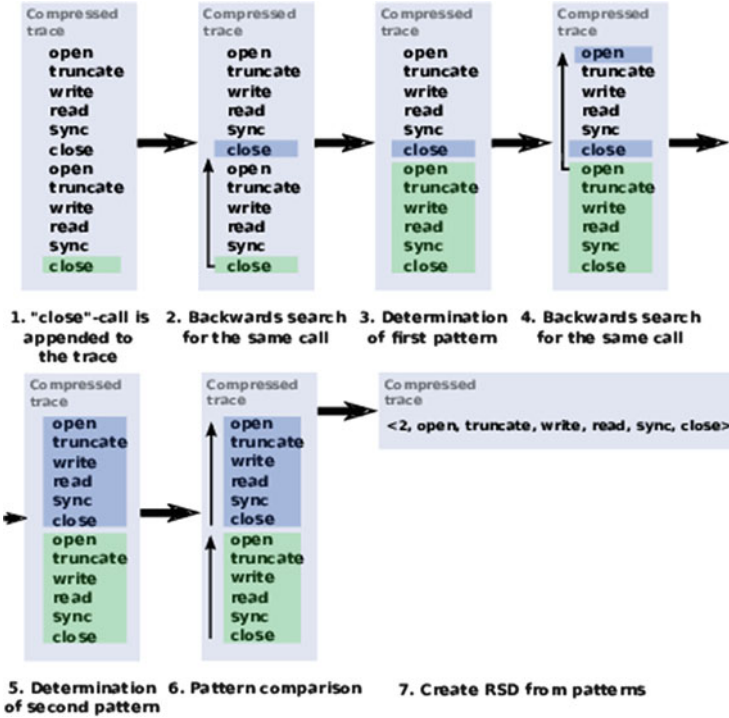 Compressed
trace
open
truncate
write
read
sync
close
open
truncate
write
read
sync
close
1. "close"-call is
appended to
the trace
Compressed
trace
open
truncate
write
read
sync
close
open
truncate
write
read
sync
close
2. Backwards search
for the same call
Compressed
trace
open
truncate
write
read
sync
close
open
truncate
write
read
sync
close
3. Determination
of first pattern
Compressed
trace
open
truncate
write
read
sync
close
open
truncate
write
read
sync
close
4. Backwards search
for the same call
Compressed
trace
open
truncate
write
read
sync
close
open
truncate
write
read
sync
close
5. Determination
of second pattern
Compressed
trace
open
truncate
write
read
sync
close
open
truncate
write
read
sync
close
6. Pattern comparison
Compressed
trace
<2, open, truncate, write, read, sync, close>
7. Create RSD from patterns